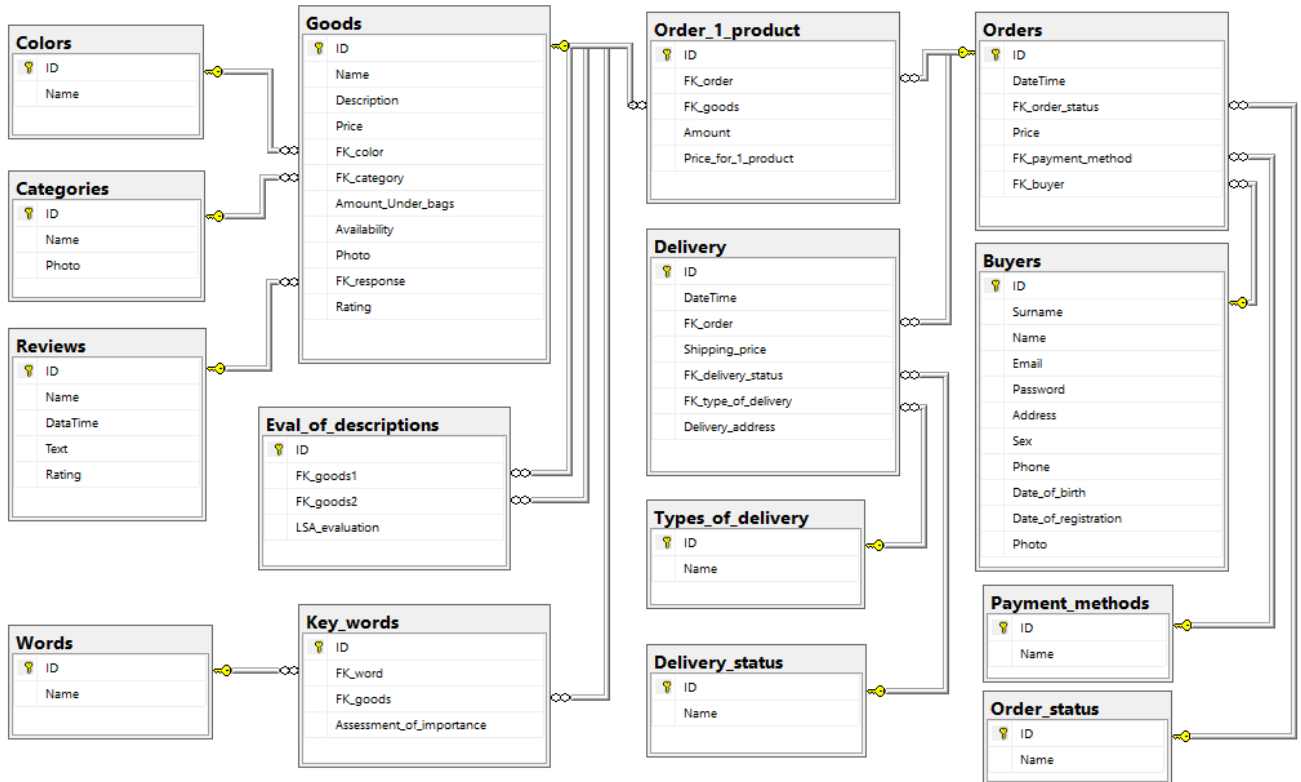 Colors
ID
Name
Categories
ID
Name
Photo
Reviews
ID
Name
DataTime
Text
Rating
Words
ID
Name
Goods
ID
Name
Description
Price
FK_color
FK_category
Amount_Under_bags
Availability
Photo
FK_response
Rating
Eval_of_descriptions
ID
FK_goods1
FK_goods2
LSA_evaluation
Key_words
ID
FK_word
FK_goods
Assessment_of_importance
Order_1_product
ID
FK_order
FK_goods
Amount
Price_for_1_product
Delivery
ID
DateTime
FK_order
Shipping_price
FK_delivery_status
FK_type_of_delivery
Delivery_address
Types_of_delivery
ID
Name
Delivery_status
ID
Name
Orders
ID
DateTime
FK_order_status
Price
FK_payment_method
FK_buyer
Buyers
ID
Surname
Name
Email
Password
Address
Sex
Phone
Date_of_birth
Date_of_registration
Photo
Payment_methods
ID
Name
Order_status
ID
Name